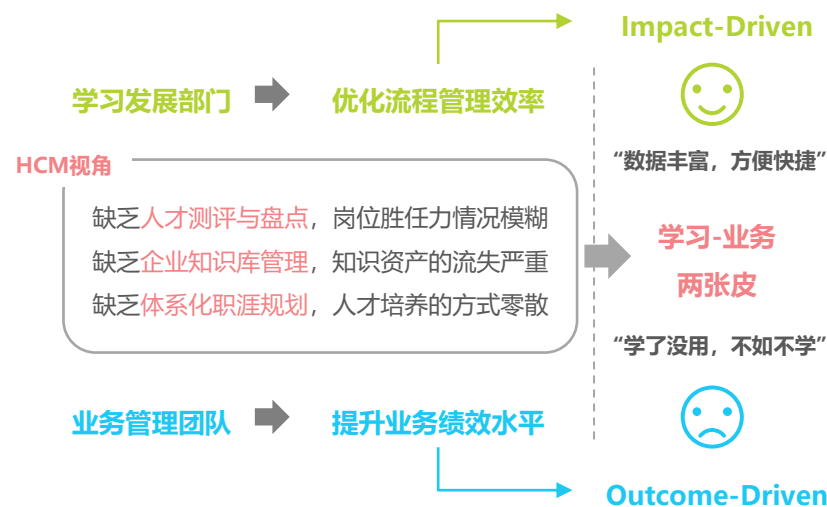 Impact-Driven
学习发展部门
优化流程管理效率
“数据丰富，方便快捷”
HCM视角
缺乏人才测评与盘点，岗位胜任力情况模糊
缺乏企业知识库管理，知识资产的流失严重
缺乏体系化职涯规划，人才培养的方式零散
学习-业务
两张皮
“学了没用，不如不学”
业务管理团队
提升业务绩效水平
Outcome-Driven